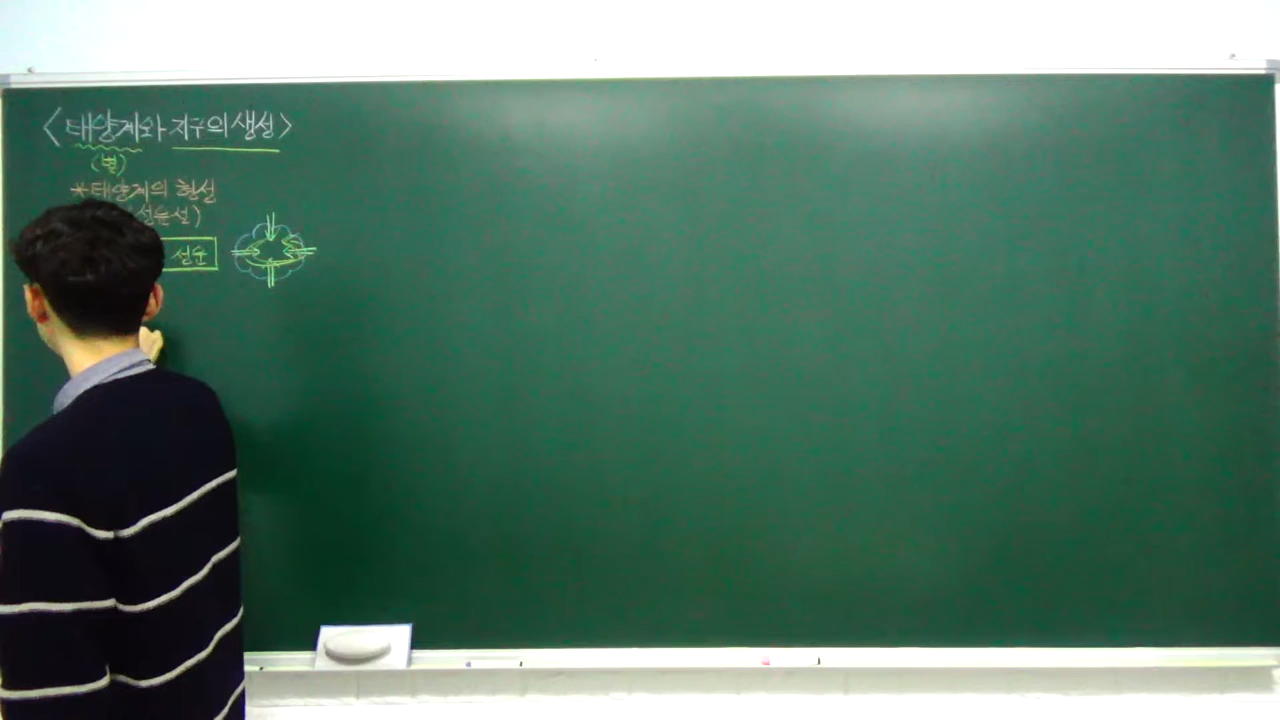 <태양계와 지구의 생성>
(별)
*태양계의 형성
성운설)
성운